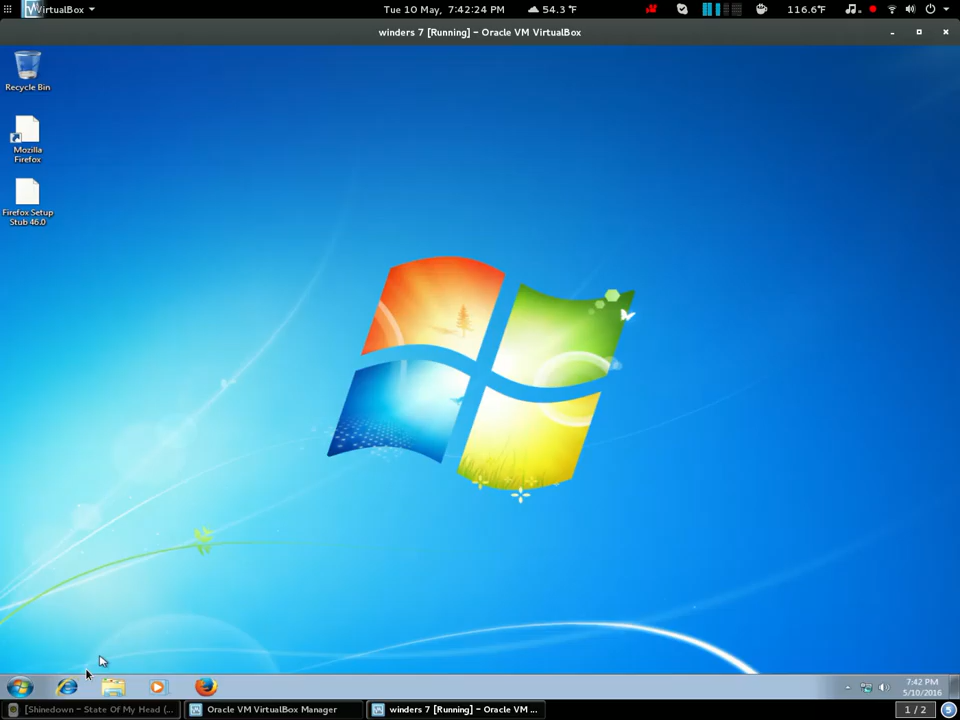 VirtualBox
Tue 10 May, 7:42:24 PM
54.3 °F
116.6°F
winders 7 [Running] – Oracle VM VirtualBox
Recycle Bin
Mozilla
Firefox
Firefox Setup
Stub 46.0
7:42 PM
5/10/2016
[Shinedown – State Of My Head (...
Oracle VM VirtualBox Manager
winders 7 [Running] – Oracle VM ...
1 / 2
5